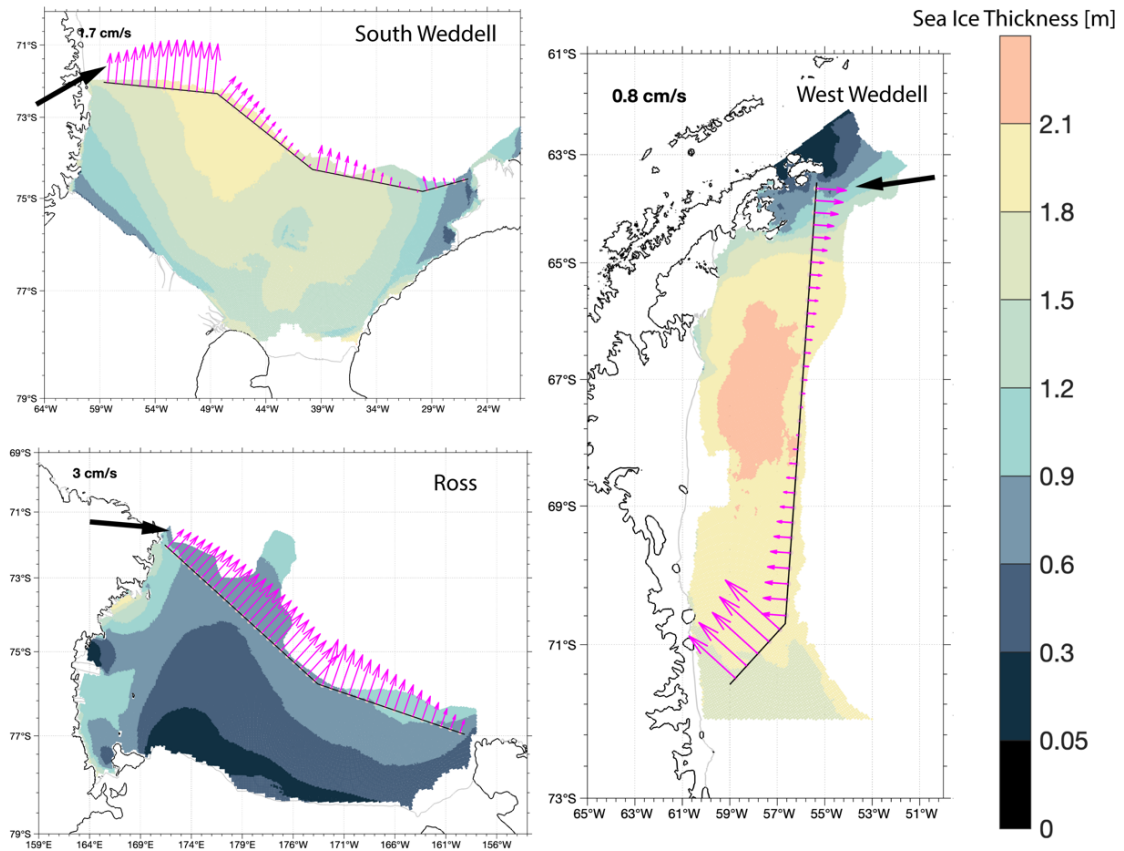 Sea Ice Thickness [m]
South Weddell
1.7 cm/s
71°S
73°S
75°S
77°S
79°S
64°W 59°W 54°W 49°W 44°W 39°W 34°W 29°W 24°W
West Weddell
0.8 cm/s
61°S
63°S
65°S
67°S
69°S
71°S
73°S
65°W 63°W 61°W 59°W 57°W 55°W 53°W 51°W
2.1
1.8
1.5
1.2
0.9
0.6
0.3
0.05
0
Ross
3 cm/s
69°S
71°S
73°S
75°S
77°S
79°S
159°E 164°E 169°E 174°E 179°E 176°W 171°W 166°W 161°W 156°W